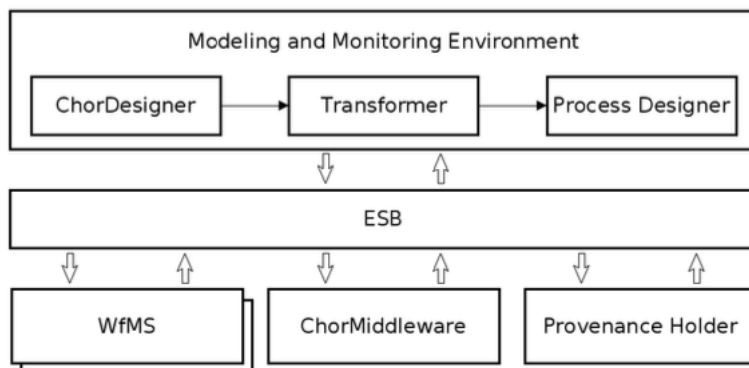 Modeling and Monitoring Environment
ChorDesigner
Transformer
Process Designer
ESB
WfMS
ChorMiddleware
Provenance Holder